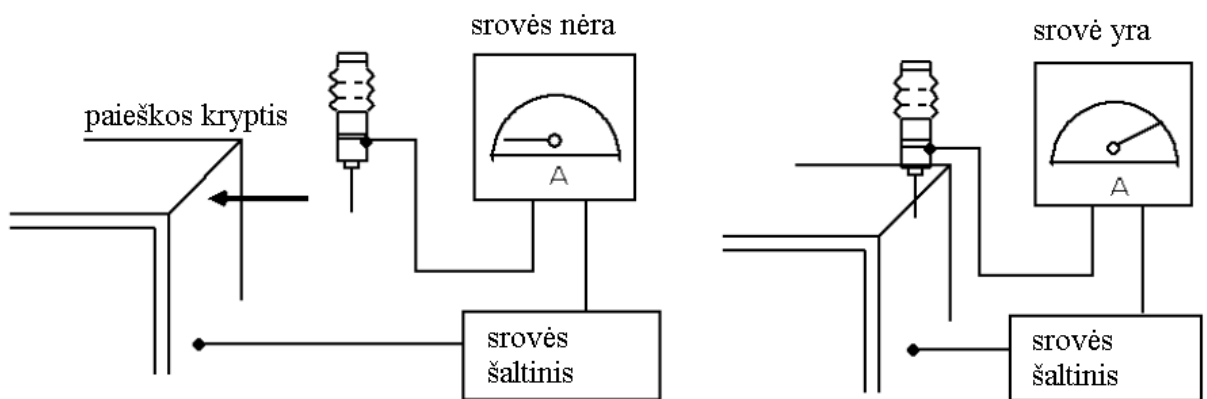 srovės nėra
paieškos kryptis
A
srovės
šaltinis
srovė yra
A
srovės
šaltinis